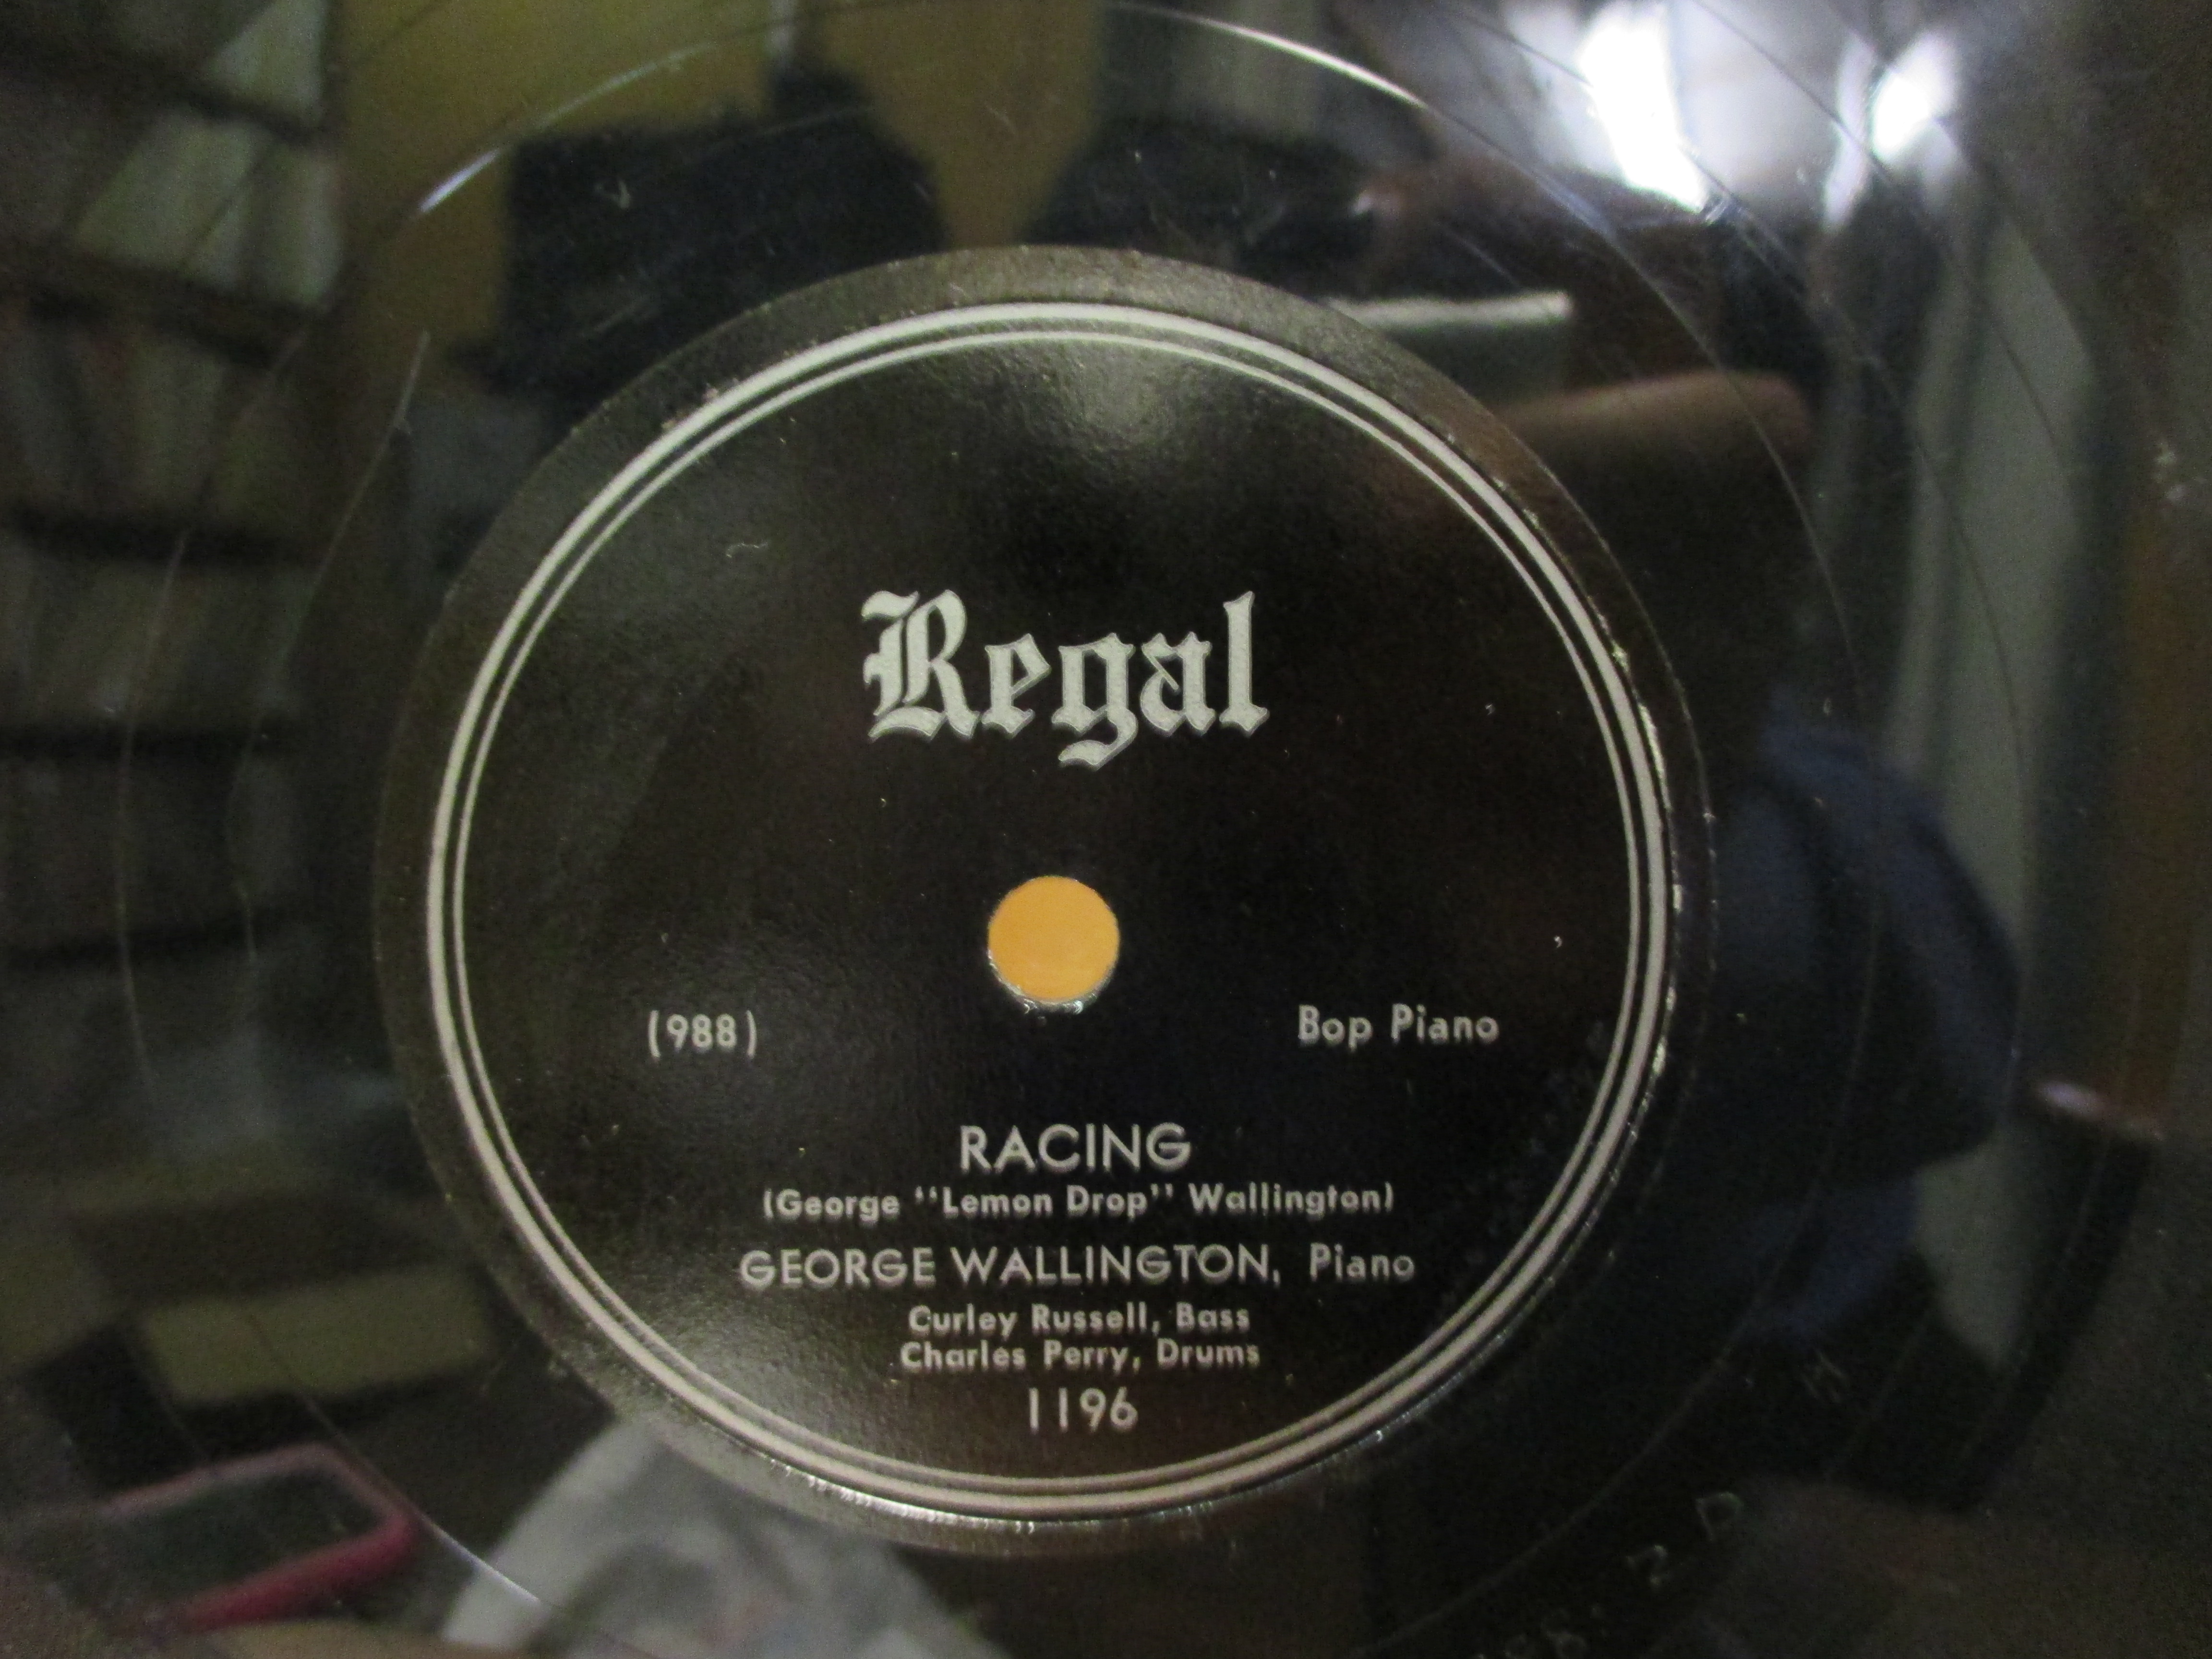 Regal
(988)
Bop Piano
RACING
(George "Lemon Drop" Wallington)
GEORGE WALLINGTON, Piano
Curley Russell, Bass
Charles Perry, Drums
1196